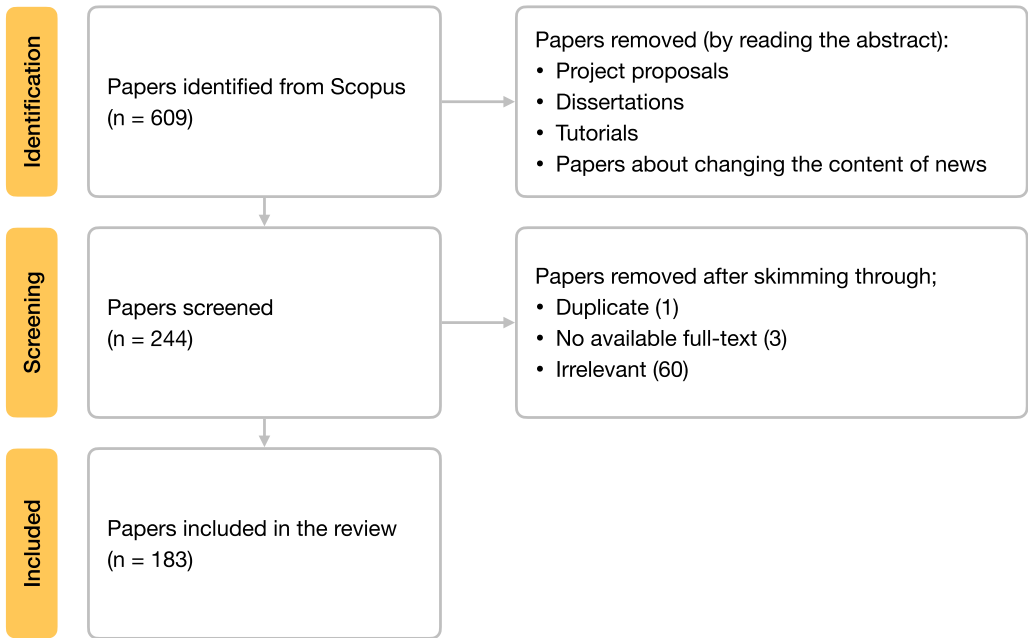 Identification
Papers identified from Scopus
(n = 609)
Papers removed (by reading the abstract):
• Project proposals
• Dissertations
• Tutorials
• Papers about changing the content of news
Screening
Papers screened
(n = 244)
Papers removed after skimming through;
• Duplicate (1)
• No available full-text (3)
• Irrelevant (60)
Included
Papers included in the review
(n = 183)